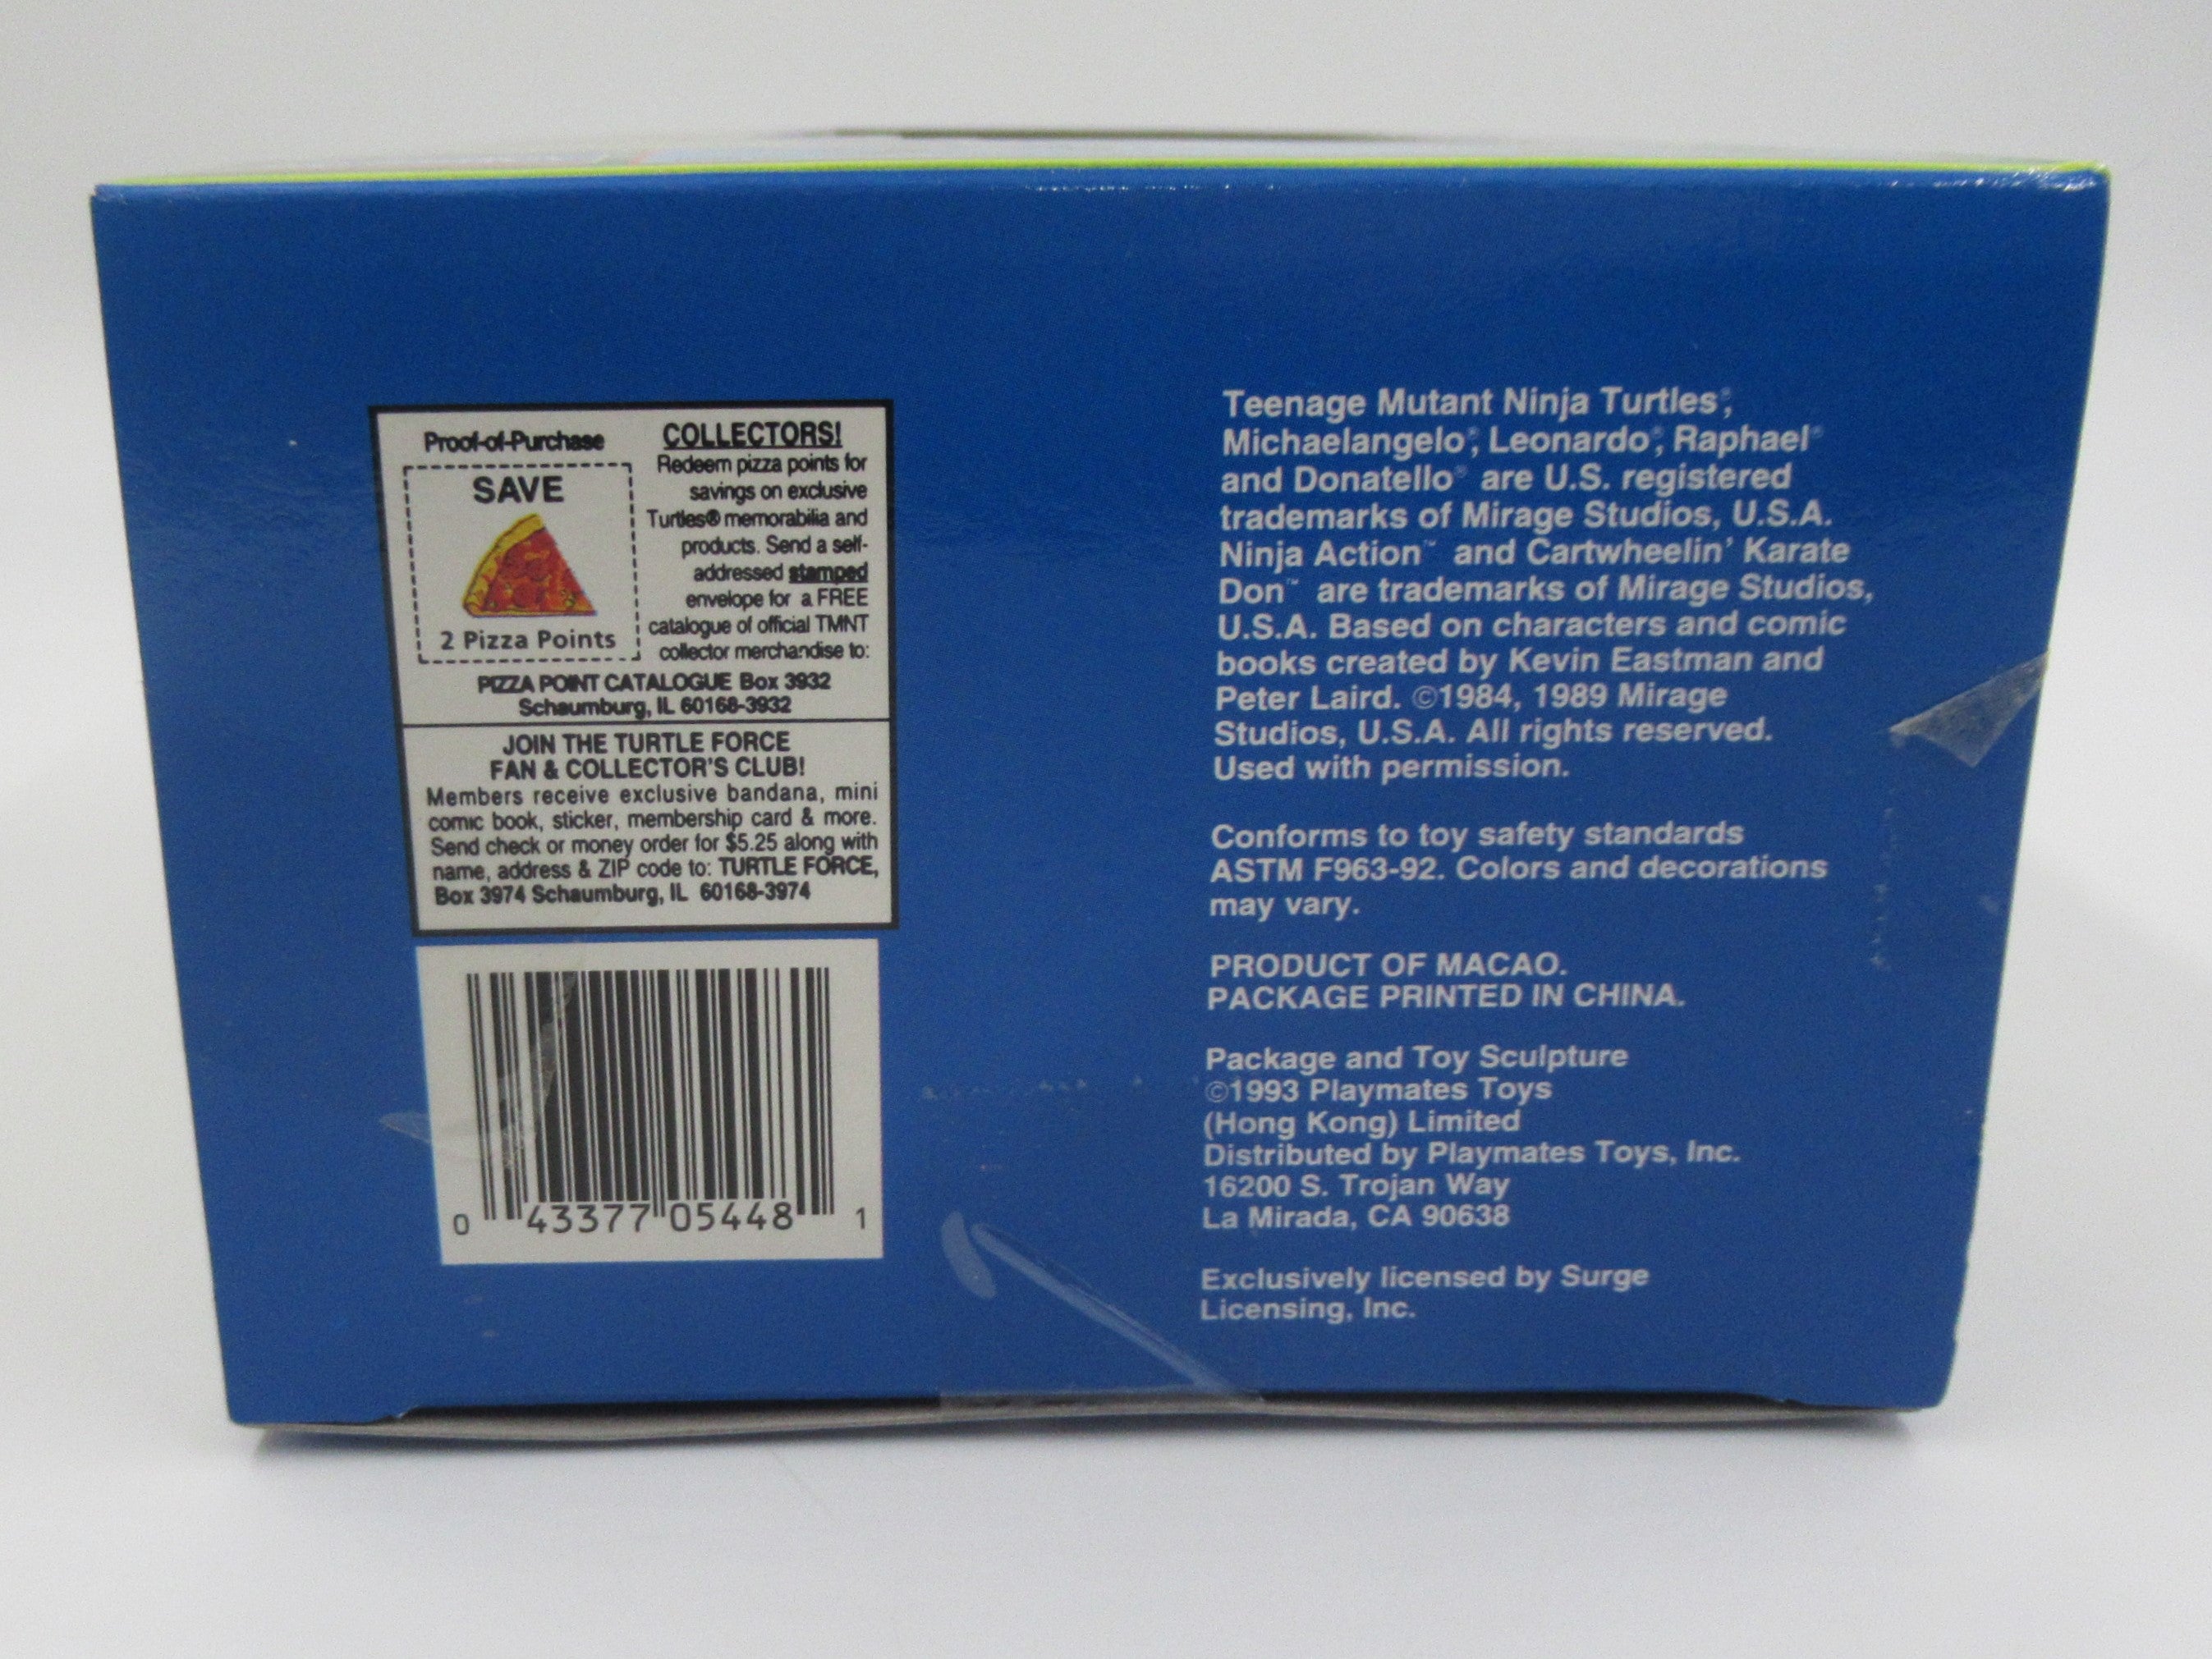 Proof-of-Purchase
SAVE
2 Pizza Points
COLLECTORS!
Redeem pizza points for
savings on exclusive
Turtles® memorabilia and
products. Send a self-
addressed stamped
envelope for a FREE
catalogue of official TMNT
collector merchandise to:
PIZZA POINT CATALOGUE Box 3932
Schaumburg, IL 60168-3932
JOIN THE TURTLE FORCE
FAN & COLLECTOR'S CLUB!
Members receive exclusive bandana, mini
comic book, sticker, membership card & more.
Send check or money order for $5.25 along with
name, address & ZIP code to: TURTLE FORCE,
Box 3974 Schaumburg, IL 60168-3974
0 43377 05448 1
Teenage Mutant Ninja Turtles®,
Michaelangelo®, Leonardo®, Raphael®
and Donatello® are U.S. registered
trademarks of Mirage Studios, U.S.A.
Ninja Action™ and Cartwheelin' Karate
Don™ are trademarks of Mirage Studios,
U.S.A. Based on characters and comic
books created by Kevin Eastman and
Peter Laird. ©1984, 1989 Mirage
Studios, U.S.A. All rights reserved.
Used with permission.
Conforms to toy safety standards
ASTM F963-92. Colors and decorations
may vary.
PRODUCT OF MACAO.
PACKAGE PRINTED IN CHINA.
Package and Toy Sculpture
©1993 Playmates Toys
(Hong Kong) Limited
Distributed by Playmates Toys, Inc.
16200 S. Trojan Way
La Mirada, CA 90638
Exclusively licensed by Surge
Licensing, Inc.